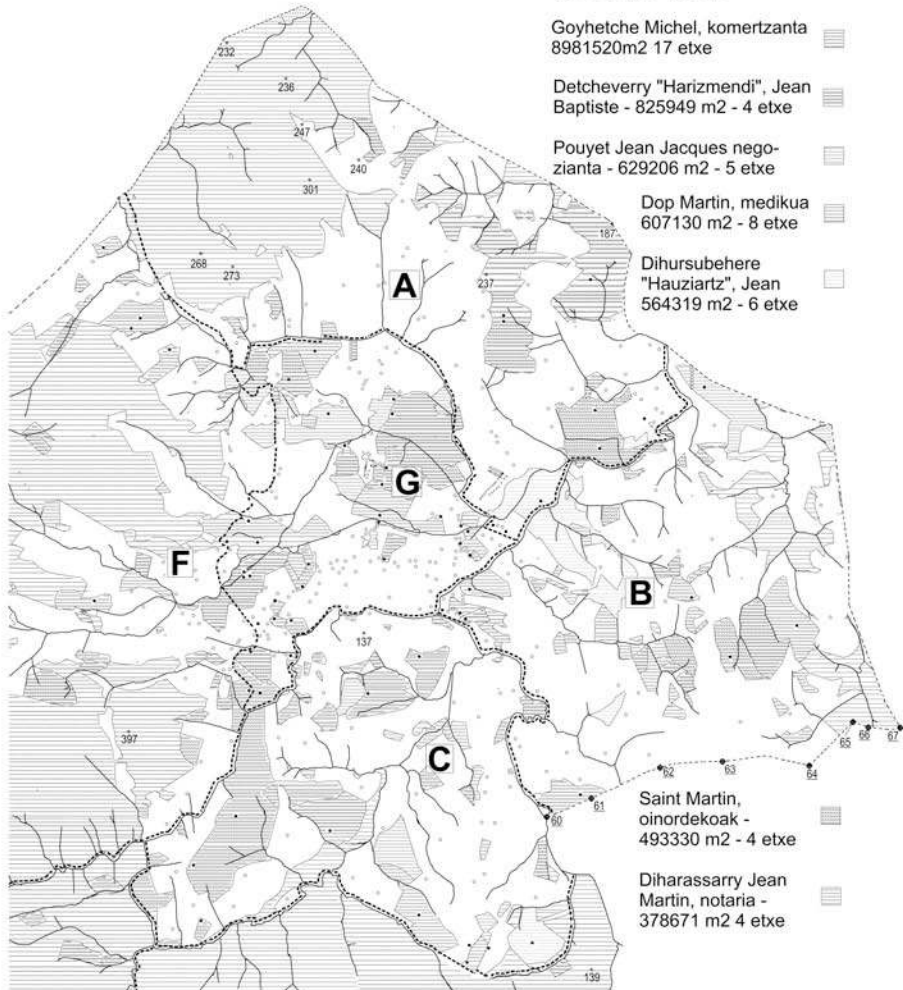 Goyhetche Michel, komertzanta
8981520m2 17 etxe
Detcheverry "Harizmendi", Jean
Baptiste - 825949 m2 - 4 etxe
Pouyet Jean Jacques nego-
zianta - 629206 m2 - 5 etxe
Dop Martin, medikua
607130 m2 - 8 etxe
Dihursubehere
"Hauziartz", Jean
564319 m2 - 6 etxe
232
236
247
240
301
187
268
273
A
237
G
F
B
137
397
C
65
66
67
62
63
64
61
60
Saint Martin,
oinordekoak -
493330 m2 - 4 etxe
Diharassarry Jean
Martin, notaria -
378671 m2 4 etxe
139